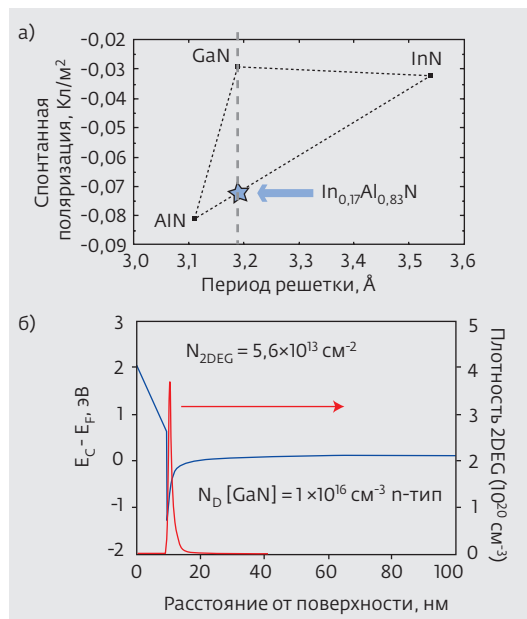 а)
-0,02
-0,03
-0,04
-0,05
-0,06
-0,07
-0,08
-0,09
Спонтанная
поляризация, Кл/м²
GaN
InN
In₀,₁₇Al₀,₈₃N
AlN
3,0 3,1 3,2 3,3 3,4 3,5 3,6
Период решетки, Å
б)
3
2
1
0
-1
-2
E_C - E_F, эВ
N_2DEG = 5,6×10¹³ см⁻²
N_D [GaN] = 1×10¹⁶ см⁻³ n-тип
5
4
3
2
1
0
Плотность 2DEG (10²⁰ см⁻³)
0 20 40 60 80 100
Расстояние от поверхности, нм